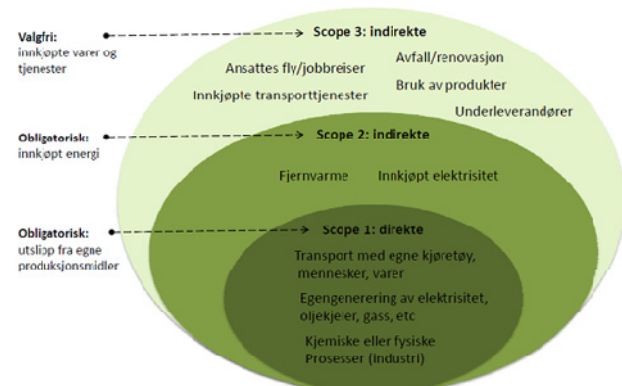 Valgfri:
innkjøpte varer og
tjenester
Scope 3: indirekte
Ansattes fly/jobbreiser
Avfall/renovasjon
Innkjøpte transporttjenester
Bruk av produkter
Underleverandører
Obligatorisk:
innkjøpt energi
Scope 2: indirekte
Fjernvarme
Innkjøpt elektrisitet
Obligatorisk:
utslipp fra egne
produksjonsmidler
Scope 1: direkte
Transport med egne kjøretøy,
mennesker, varer
Egengenerering av elektrisitet,
oljekjeler, gass, etc
Kjemiske eller fysiske
Prosesser (industri)